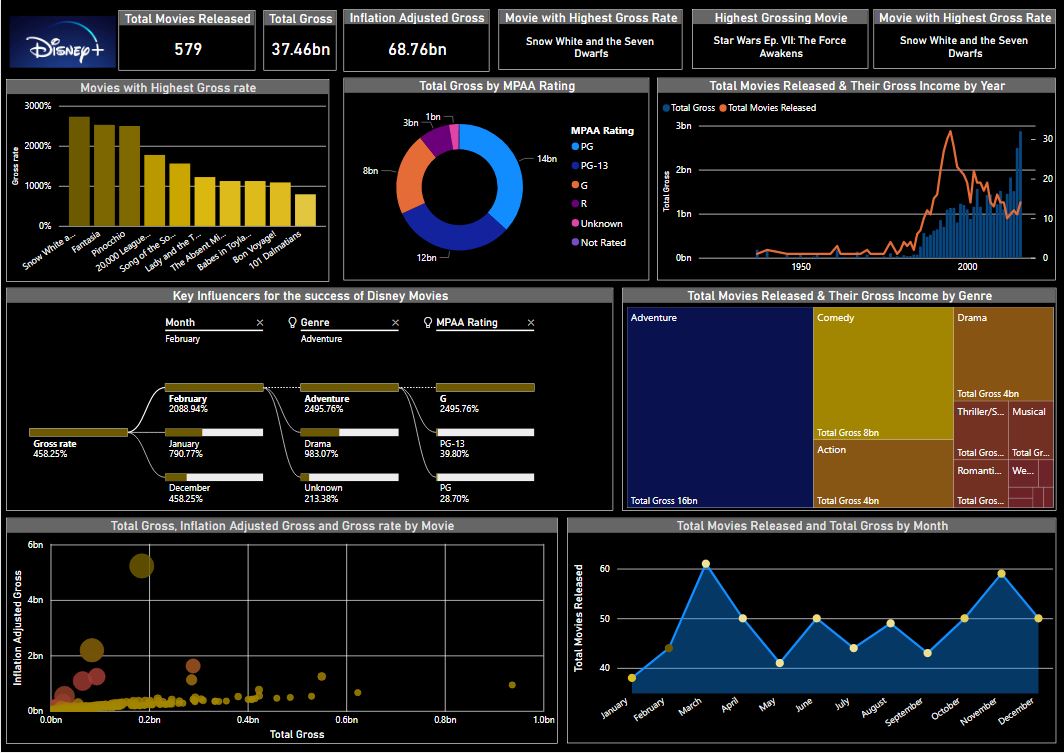 Disney+
Total Movies Released
579
Total Gross
37.46bn
Inflation Adjusted Gross
68.76bn
Movie with Highest Gross Rate
Snow White and the Seven
Dwarfs
Highest Grossing Movie
Star Wars Ep. VII: The Force
Awakens
Movie with Highest Gross Rate
Snow White and the Seven
Dwarfs
Movies with Highest Gross rate
Gross rate
3000%
2000%
1000%
0%
Snow White a...
Fantasia
Pinocchio
20,000 League...
Song of the So...
Lady and the T...
The Absent Mi...
Babes in Toyla...
Bon Voyage!
101 Dalmatians
Total Gross by MPAA Rating
1bn
3bn
14bn
8bn
12bn
MPAA Rating
PG
PG-13
G
R
Unknown
Not Rated
Total Movies Released & Their Gross Income by Year
Total Gross Total Movies Released
Total Gross
3bn
2bn
1bn
0bn
30
20
10
0
1950
2000
Key Influencers for the success of Disney Movies
Month
February
Genre
Adventure
MPAA Rating
Gross rate
458.25%
February
2088.94%
January
790.77%
December
458.25%
Adventure
2495.76%
Drama
983.07%
Unknown
213.38%
G
2495.76%
PG-13
39.80%
PG
28.70%
Total Movies Released & Their Gross Income by Genre
Adventure
Total Gross 16bn
Comedy
Total Gross 8bn
Action
Total Gross 4bn
Drama
Total Gross 4bn
Thriller/S...
Total Gros...
Musical
Total Gr...
Romanti...
Total Gros...
We...
Total Gross, Inflation Adjusted Gross and Gross rate by Movie
Inflation Adjusted Gross
6bn
4bn
2bn
0bn
0.0bn
0.2bn
0.4bn
0.6bn
0.8bn
1.0bn
Total Gross
Total Movies Released and Total Gross by Month
Total Movies Released
60
50
40
January
February
March
April
May
June
July
August
September
October
November
December